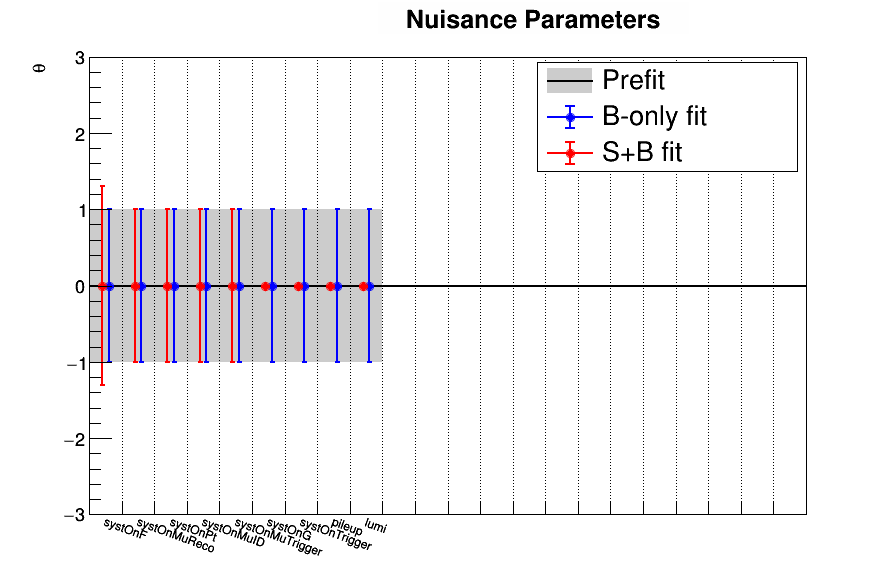 Nuisance Parameters
θ
3
2
1
0
−1
−2
−3
Prefit
B-only fit
S+B fit
systOnF
systOnMuReco
systOnPt
systOnMuID
systOnMuTrigger
systOnG
systOnTrigger
pileup
lumi